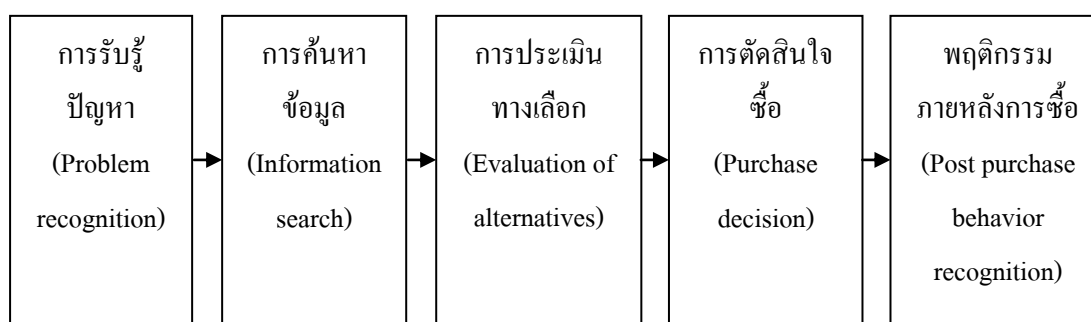 การรับรู้
ปัญหา
(Problem
recognition)
การค้นหา
ข้อมูล
(Information
search)
การประเมิน
ทางเลือก
(Evaluation of
alternatives)
การตัดสินใจ
ซื้อ
(Purchase
decision)
พฤติกรรม
ภายหลังการซื้อ
(Post purchase
behavior
recognition)